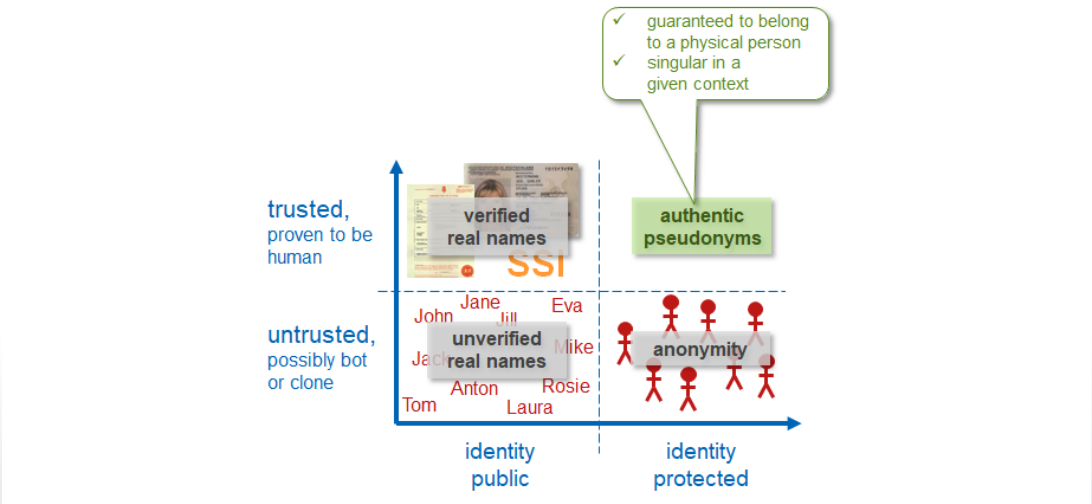 ✓ guaranteed to belong
to a physical person
✓ singular in a
given context
trusted,
proven to be
human
verified
real names
SSI
authentic
pseudonyms
untrusted,
possibly bot
or clone
Jane
Eva
John
Jill
unverified
real names
Mike
Jack
Anton
Rosie
Tom
Laura
anonymity
identity
public
identity
protected